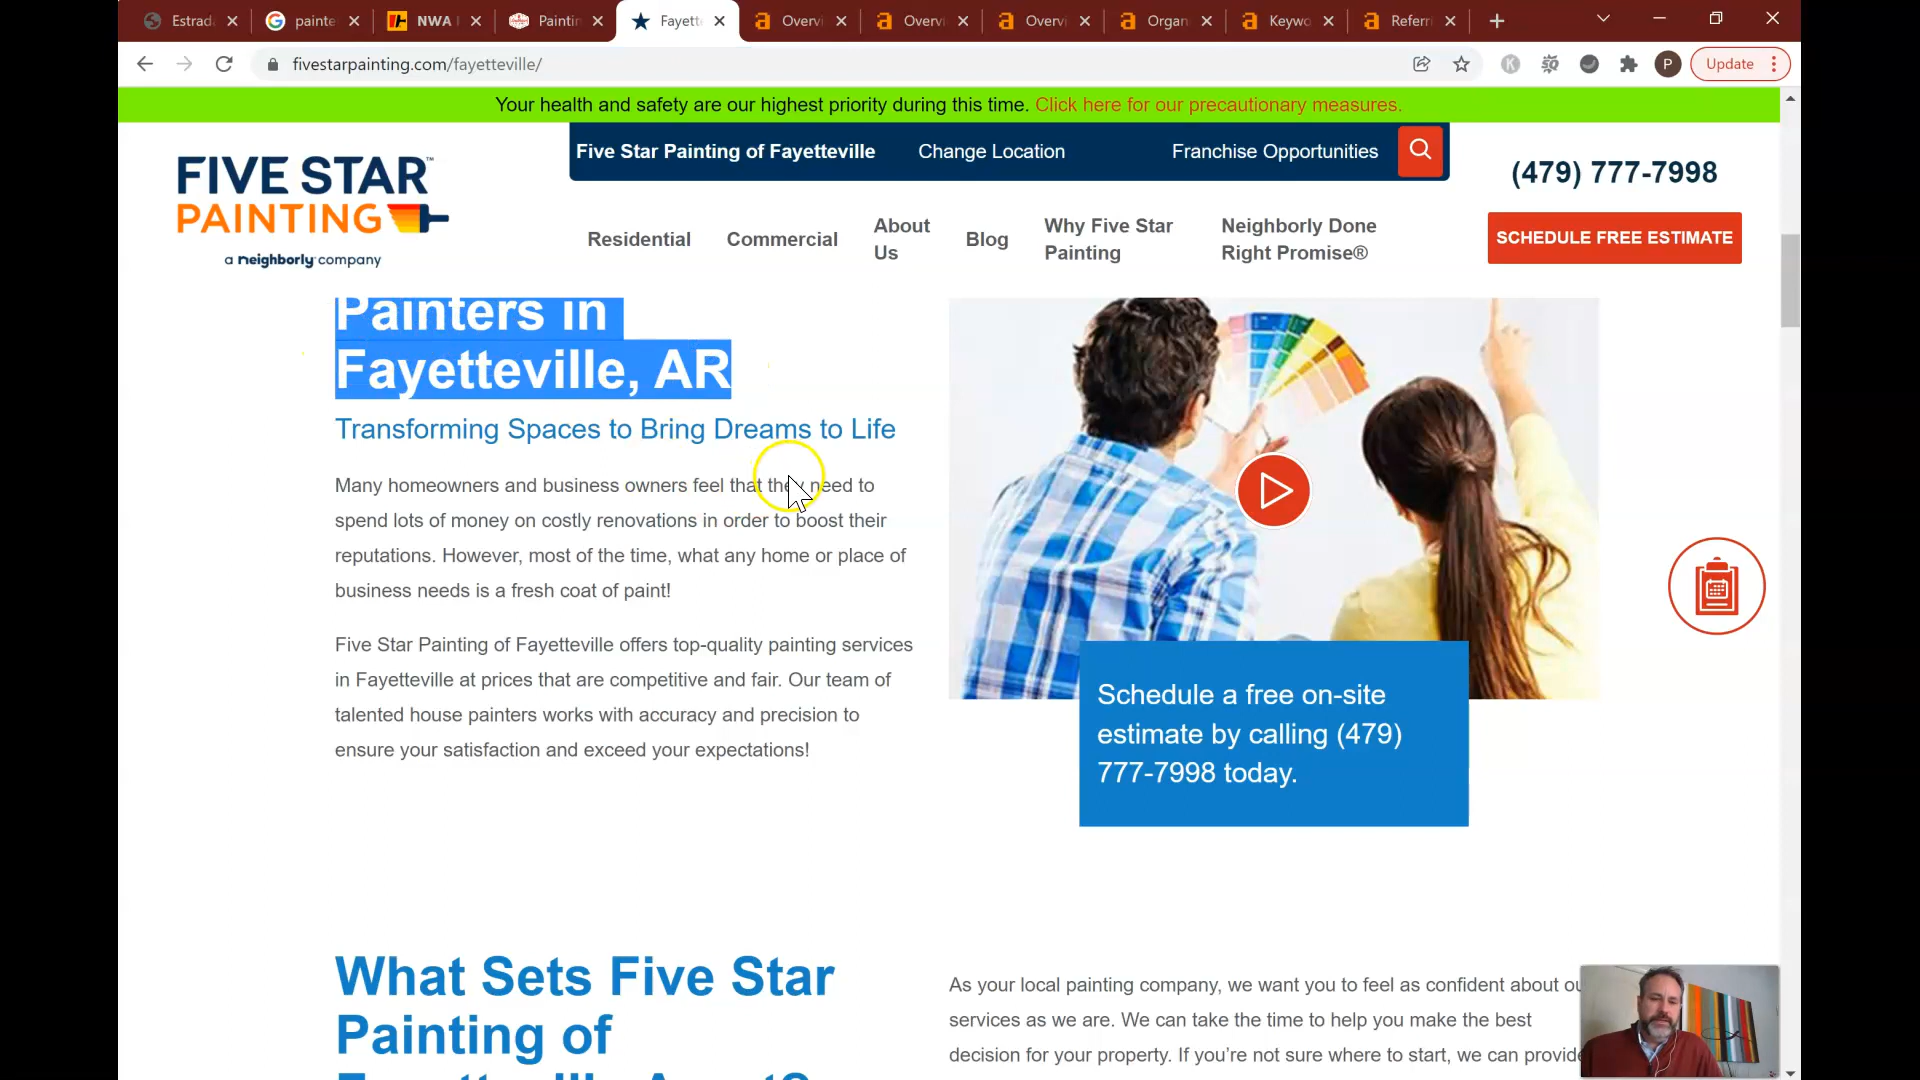 Estrad
painte
NWA
Paintin
Fayett
Overvi
Overvi
Overvi
Organ
Keywo
Referr
fivestarpainting.com/fayetteville/
P
Update
Your health and safety are our highest priority during this time. Click here for our precautionary measures.
FIVE STAR™
PAINTING
a neighborly company
Five Star Painting of Fayetteville
Change Location
Franchise Opportunities
(479) 777-7998
Residential
Commercial
About
Us
Blog
Why Five Star
Painting
Neighborly Done
Right Promise®
SCHEDULE FREE ESTIMATE
Painters in
Fayetteville, AR
Transforming Spaces to Bring Dreams to Life
Many homeowners and business owners feel that they need to
spend lots of money on costly renovations in order to boost their
reputations. However, most of the time, what any home or place of
business needs is a fresh coat of paint!
Five Star Painting of Fayetteville offers top-quality painting services
in Fayetteville at prices that are competitive and fair. Our team of
talented house painters works with accuracy and precision to
ensure your satisfaction and exceed your expectations!
Schedule a free on-site
estimate by calling (479)
777-7998 today.
What Sets Five Star
Painting of
As your local painting company, we want you to feel as confident about
services as we are. We can take the time to help you make the best
decision for your property. If you're not sure where to start, we can provide